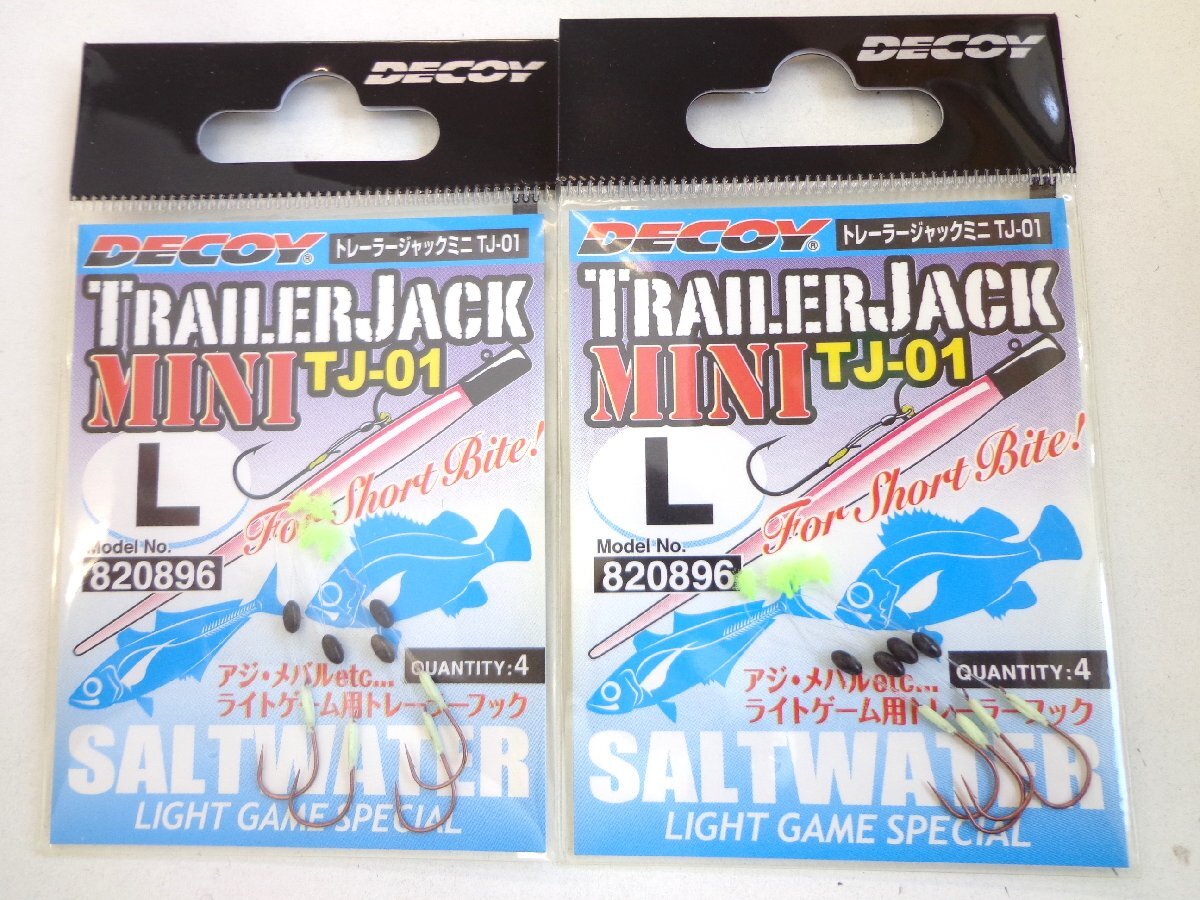 DECOY
DECOY® トレーラージャックミニ TJ-01
TRAILERJACK
MINI TJ-01
L
For Short Bite!
Model No.
820896
QUANTITY:4
アジ・メバルetc...
ライトゲーム用トレーラーフック
SALTWATER
LIGHT GAME SPECIAL
DECOY
DECOY® トレーラージャックミニ TJ-01
TRAILERJACK
MINI TJ-01
L
For Short Bite!
Model No.
820896
QUANTITY:4
アジ・メバルetc...
ライトゲーム用トレーラーフック
SALTWATER
LIGHT GAME SPECIAL